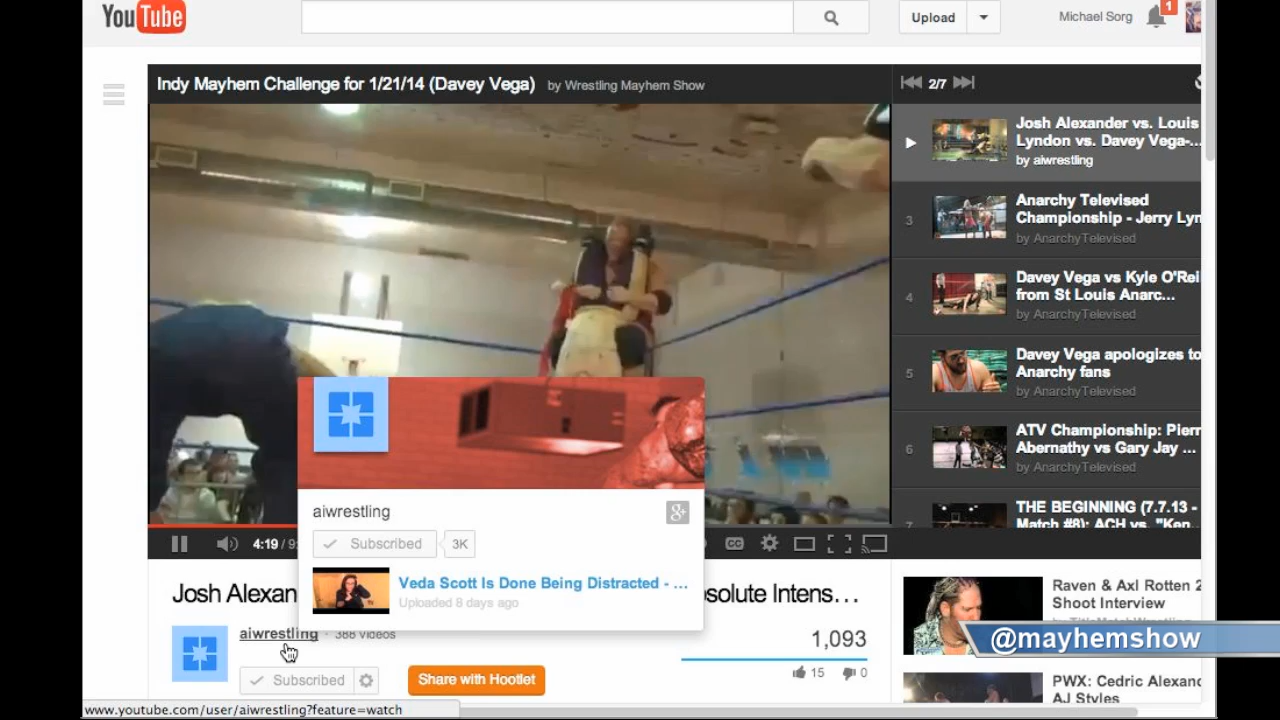 YouTube
Upload
Michael Sorg
1
Indy Mayhem Challenge for 1/21/14 (Davey Vega) by Wrestling Mayhem Show
2/7
Josh Alexander vs. Louis
Lyndon vs. Davey Vega-...
by aiwrestling
3
Anarchy Televised
Championship - Jerry Lyn
by AnarchyTelevised
4
Davey Vega vs Kyle O'Rei
from St Louis Anarc...
by AnarchyTelevised
5
Davey Vega apologizes to
Anarchy fans
by AnarchyTelevised
6
ATV Championship: Pierr
Abernathy vs Gary Jay ...
by AnarchyTelevised
7
THE BEGINNING (7.7.13 -
Match #8): ACH vs. "Ken
aiwrestling
g+
Subscribed
3K
Veda Scott Is Done Being Distracted - ...
Uploaded 8 days ago
4:19 / 9
CC
Josh Alexan
solute Intens...
aiwrestling · 388 videos
Subscribed
Share with Hootlet
1,093
15
0
Raven & Axl Rotten 2
Shoot Interview
@mayhemshow
PWX: Cedric Alexand
AJ Styles
www.youtube.com/user/aiwrestling?feature=watch